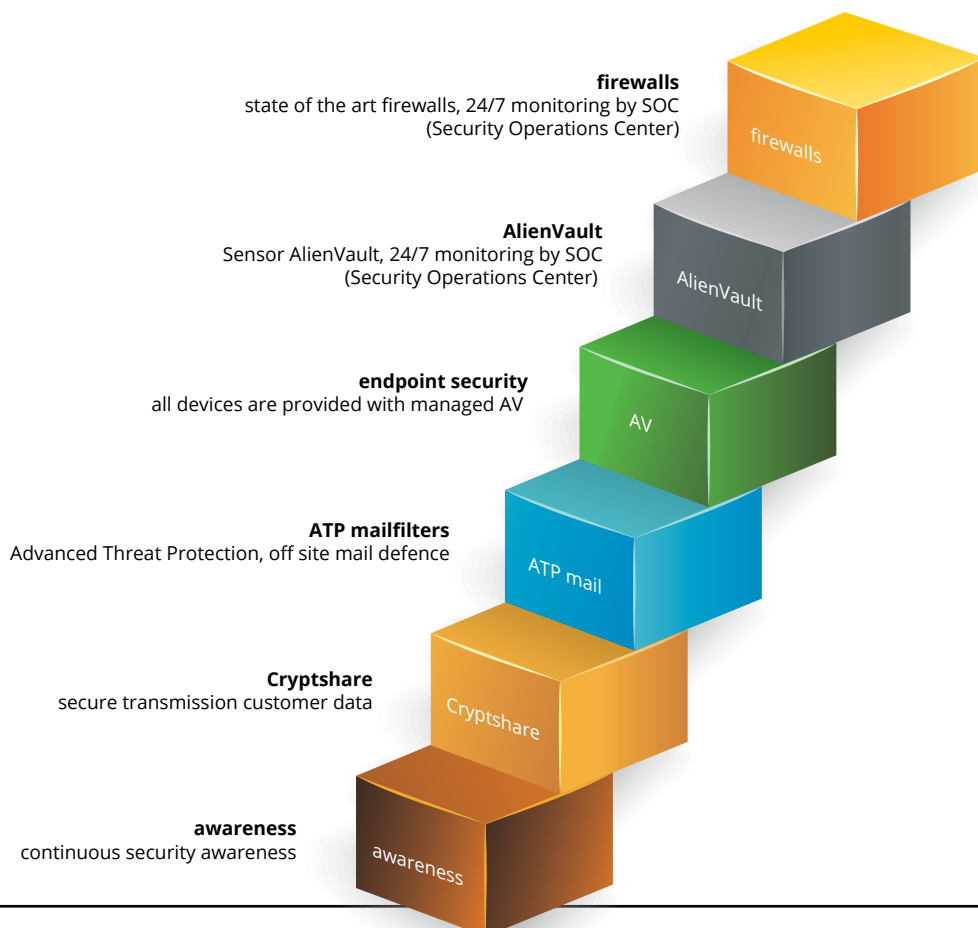 firewalls
state of the art firewalls, 24/7 monitoring by SOC
(Security Operations Center)
firewalls
AlienVault
Sensor AlienVault, 24/7 monitoring by SOC
(Security Operations Center)
AlienVault
endpoint security
all devices are provided with managed AV
AV
ATP mailfilters
Advanced Threat Protection, off site mail defence
ATP mail
Cryptshare
secure transmission customer data
Cryptshare
awareness
continuous security awareness
awareness